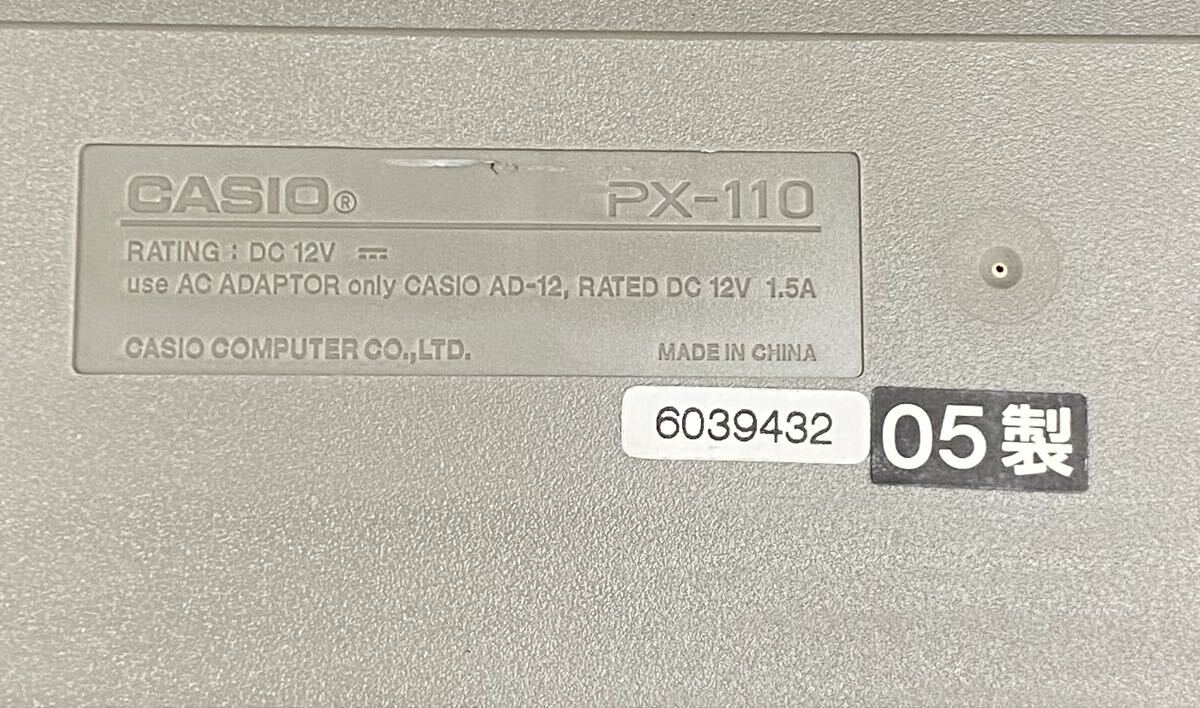 CASIO® PX-110
RATING : DC 12V ⎓
use AC ADAPTOR only CASIO AD-12, RATED DC 12V 1.5A
CASIO COMPUTER CO.,LTD. MADE IN CHINA
6039432 05製